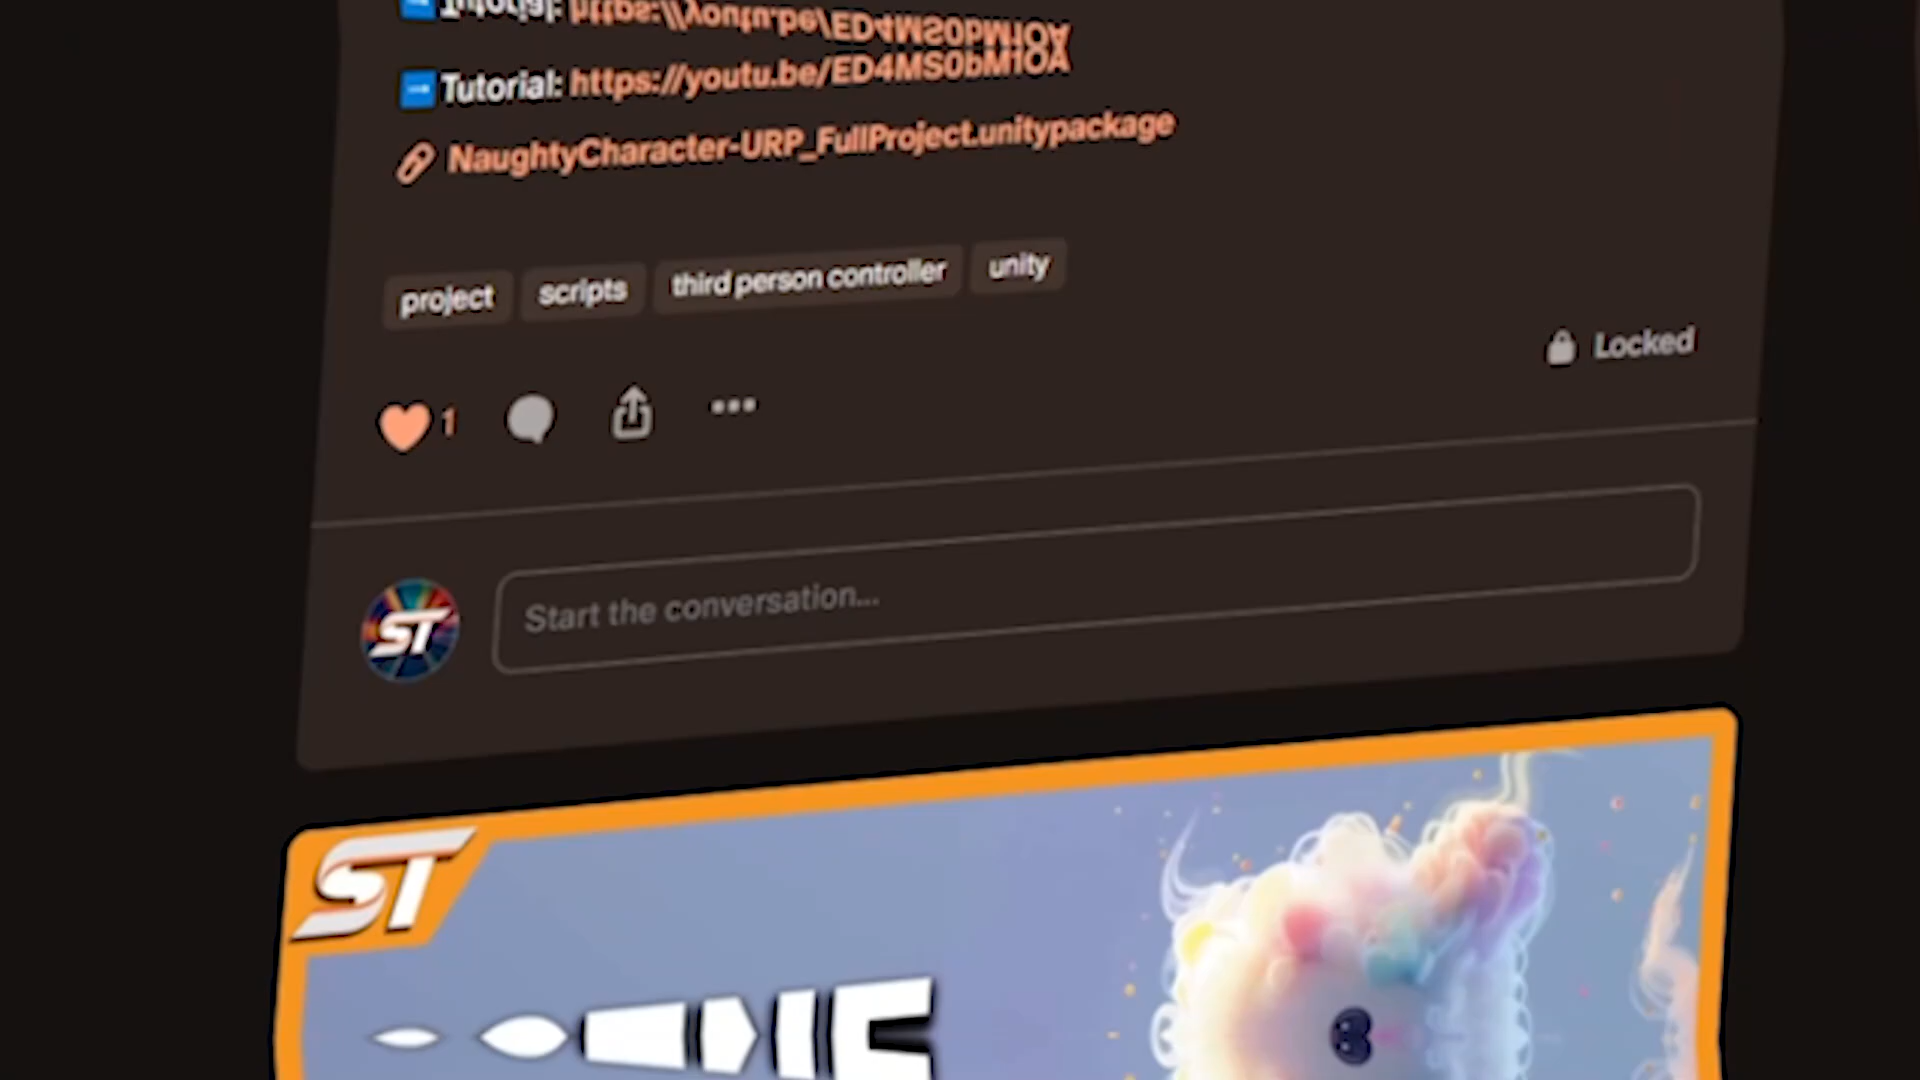 Tutorial: https://youtu.be/ED4MS0bM1OA
NaughtyCharacter-URP_FullProject.unitypackage
project scripts third person controller unity
Locked
1
ST
Start the conversation...
ST